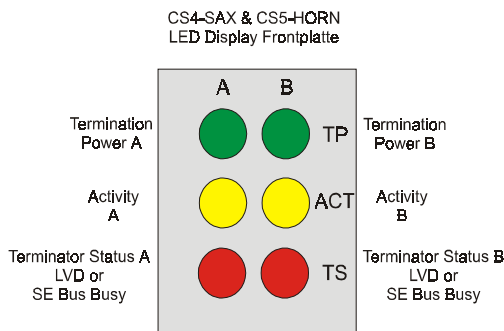 CS4-SAX & CS5-HORN
LED Display Frontplatte
A B
Termination
Power A
TP
Termination
Power B
Activity
A
ACT
Activity
B
Terminator Status A
LVD or
SE Bus Busy
TS
Terminator Status B
LVD or
SE Bus Busy